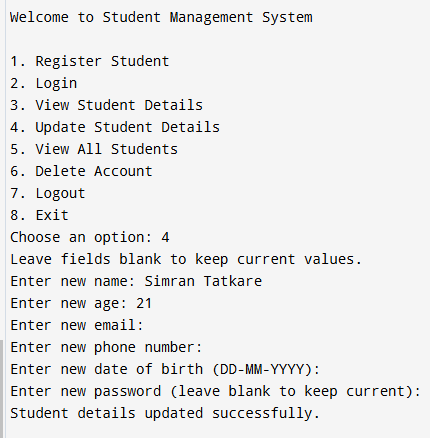 Welcome to Student Management System
1. Register Student
2. Login
3. View Student Details
4. Update Student Details
5. View All Students
6. Delete Account
7. Logout
8. Exit
Choose an option: 4
Leave fields blank to keep current values.
Enter new name: Simran Tatkare
Enter new age: 21
Enter new email:
Enter new phone number:
Enter new date of birth (DD-MM-YYYY):
Enter new password (leave blank to keep current):
Student details updated successfully.